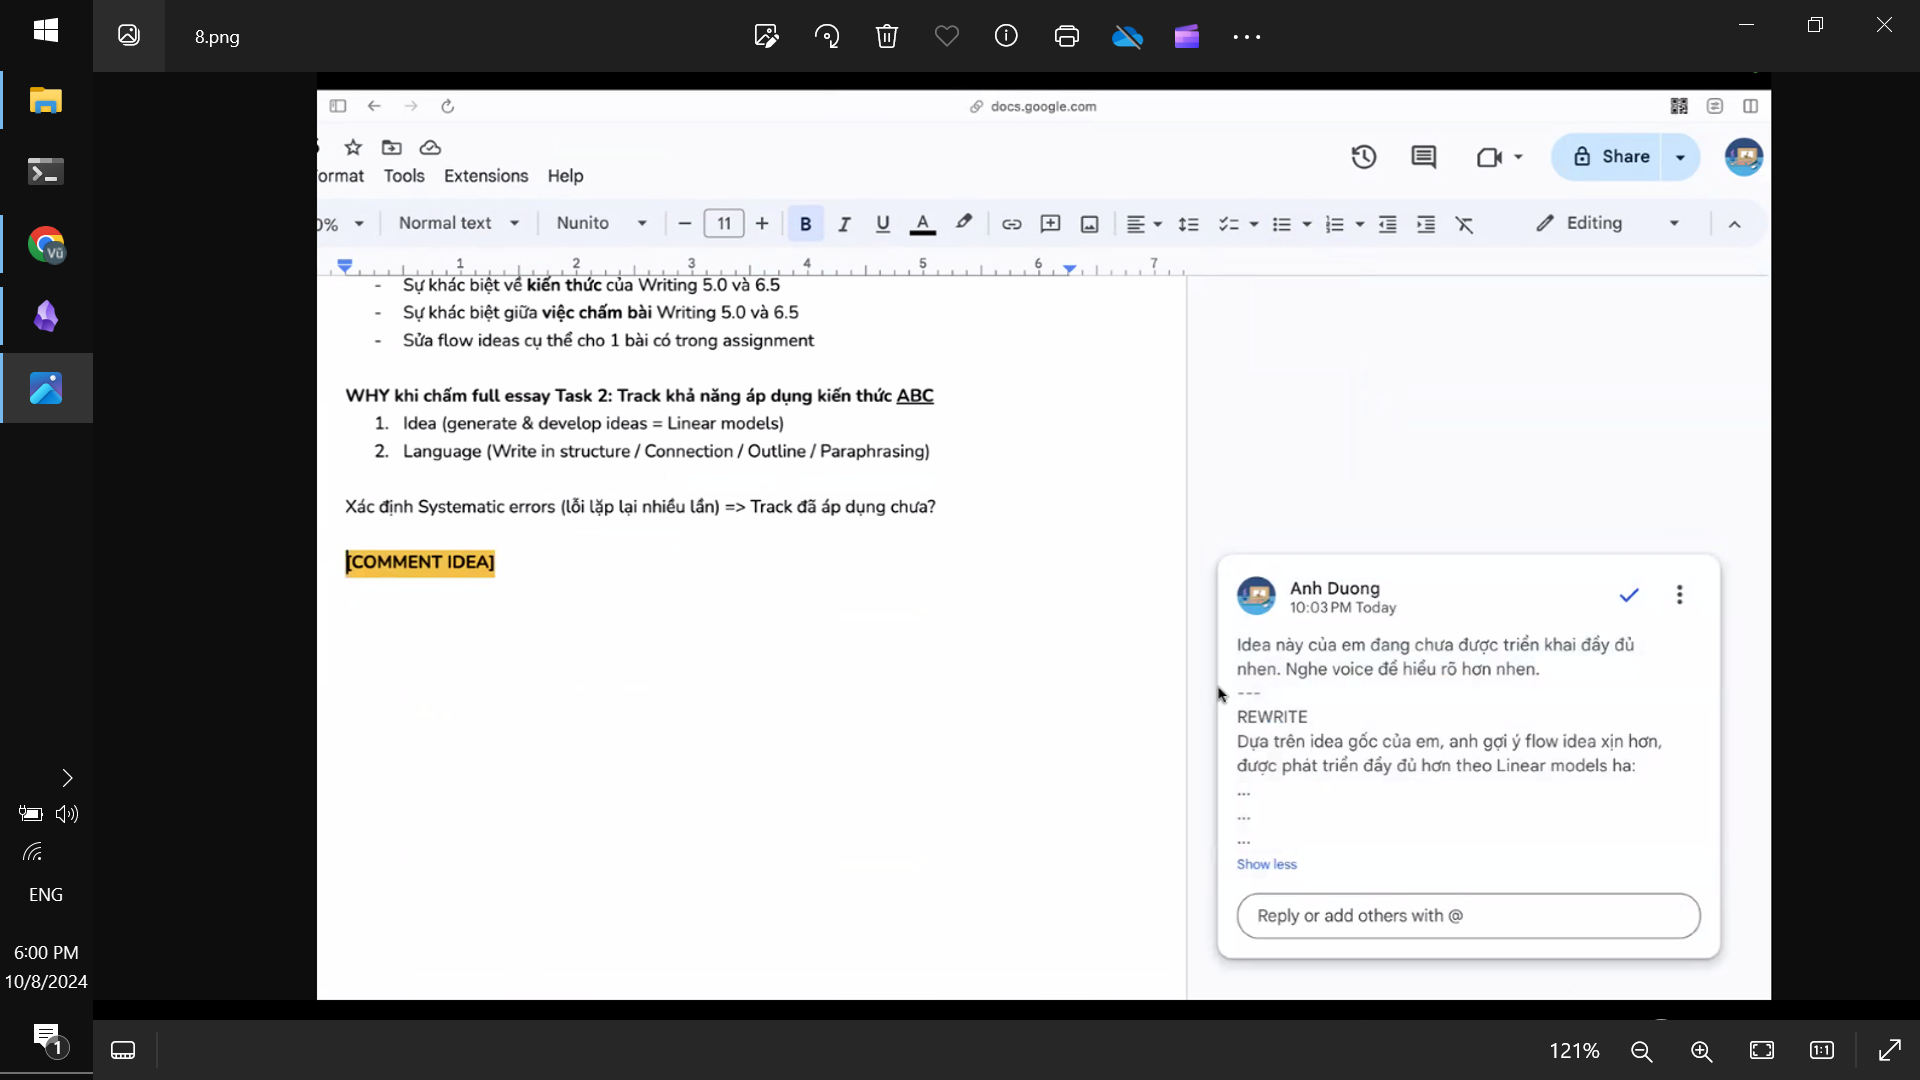 8.png
docs.google.com
Share
ormat Tools Extensions Help
0% Normal text Nunito 11 B I U A Editing
1 2 3 4 5 6 7
- Sự khác biệt về kiến thức của Writing 5.0 và 6.5
- Sự khác biệt giữa việc chấm bài Writing 5.0 và 6.5
- Sửa flow ideas cụ thể cho 1 bài có trong assignment
WHY khi chấm full essay Task 2: Track khả năng áp dụng kiến thức ABC
1. Idea (generate & develop ideas = Linear models)
2. Language (Write in structure / Connection / Outline / Paraphrasing)
Xác định Systematic errors (lỗi lặp lại nhiều lần) => Track đã áp dụng chưa?
[COMMENT IDEA]
Anh Duong
10:03 PM Today
Idea này của em đang chưa được triển khai đầy đủ
nhen. Nghe voice để hiểu rõ hơn nhen.
---
REWRITE
Dựa trên idea gốc của em, anh gợi ý flow idea xịn hơn,
được phát triển đầy đủ hơn theo Linear models ha:
...
...
...
Show less
Reply or add others with @
Vũ
ENG
6:00 PM
10/8/2024
1
121%
1:1